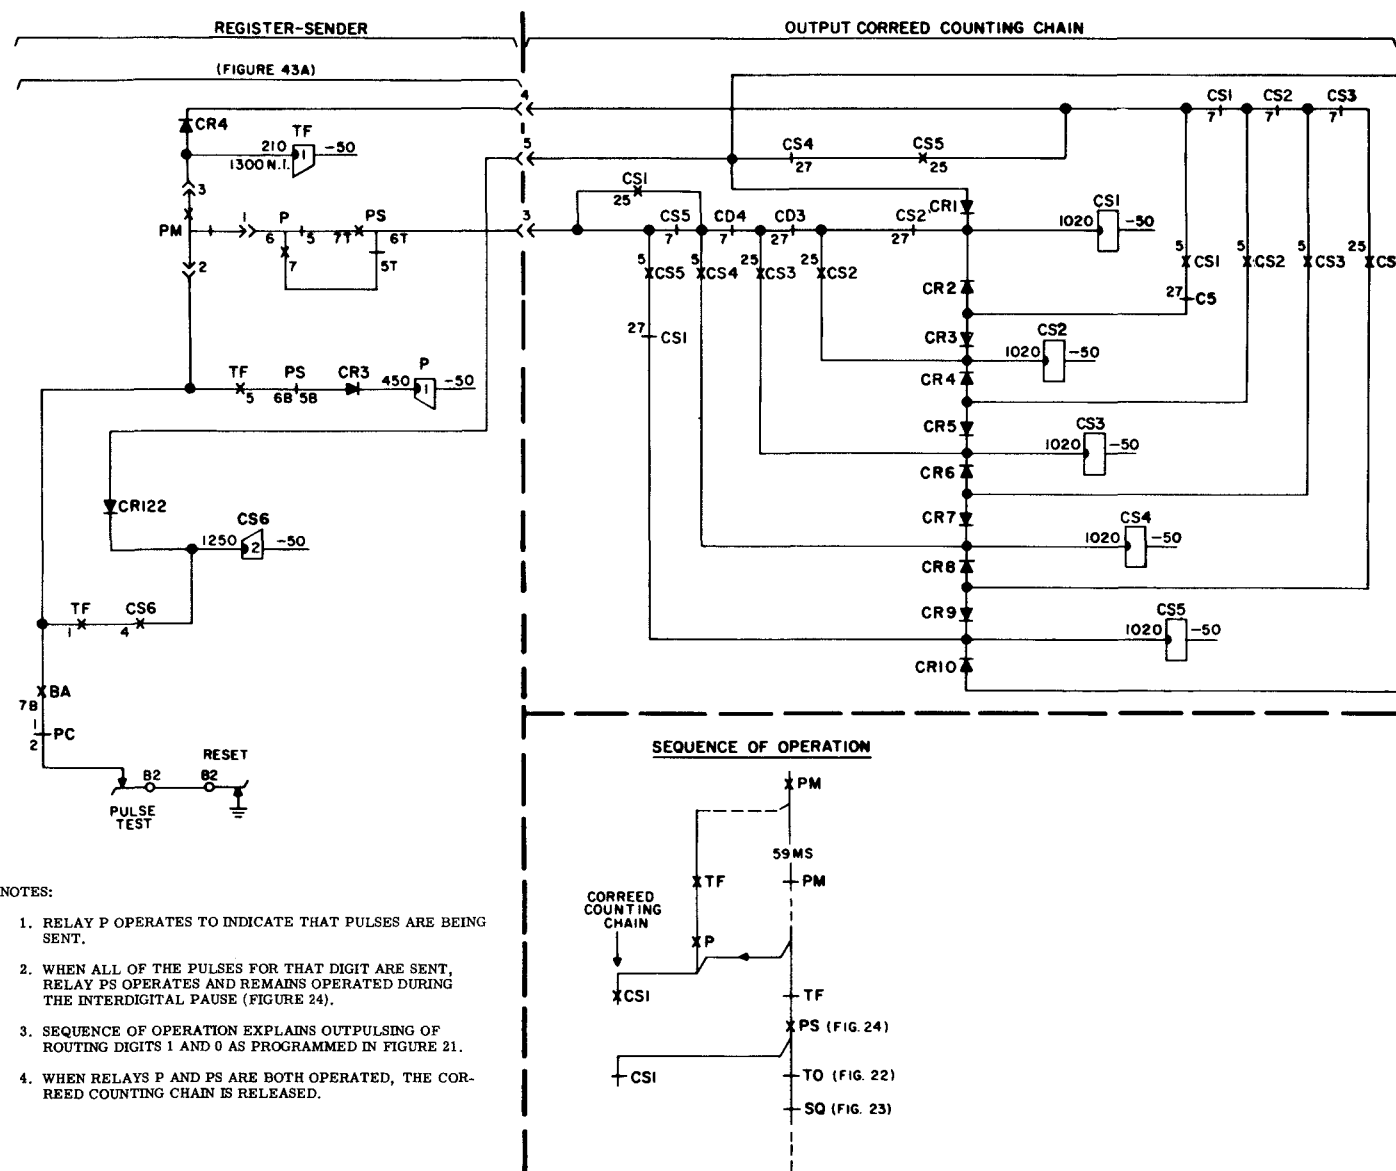 REGISTER-SENDER
OUTPUT CORREED COUNTING CHAIN
(FIGURE 43A)
4
CR4
TF
210
1
-50
1300 N.I.
5
CS1
7
CS2
7
CS3
7
CS4
27
CS5
25
3
CS1
25
CR1
CS1
1020
-50
PM
1
P
6
5
PS
7T
6T
3
CS5
7
CD4
7
CD3
27
CS2
27
7
5T
2
5
CS5
5
CS4
25
CS3
25
CS2
5
CS1
5
CS2
5
CS3
25
CS
CR2
27
C5
27
CS1
CR3
CS2
1020
-50
TF
5
PS
6B
5B
CR3
450
P
1
-50
CR4
CR5
CS3
1020
-50
CR6
CR122
CS6
1250
2
-50
CR7
CS4
1020
-50
CR8
TF
1
CS6
4
CR9
CS5
1020
-50
CR10
BA
7B
1
PC
2
RESET
B2
B2
PULSE
TEST
SEQUENCE OF OPERATION
PM
59MS
TF
PM
CORREED
COUNTING
CHAIN
P
CS1
TF
PS (FIG. 24)
CS1
TO (FIG. 22)
SQ (FIG. 23)
NOTES:
1. RELAY P OPERATES TO INDICATE THAT PULSES ARE BEING
SENT.
2. WHEN ALL OF THE PULSES FOR THAT DIGIT ARE SENT,
RELAY PS OPERATES AND REMAINS OPERATED DURING
THE INTERDIGITAL PAUSE (FIGURE 24).
3. SEQUENCE OF OPERATION EXPLAINS OUTPULSING OF
ROUTING DIGITS 1 AND 0 AS PROGRAMMED IN FIGURE 21.
4. WHEN RELAYS P AND PS ARE BOTH OPERATED, THE COR-
REED COUNTING CHAIN IS RELEASED.